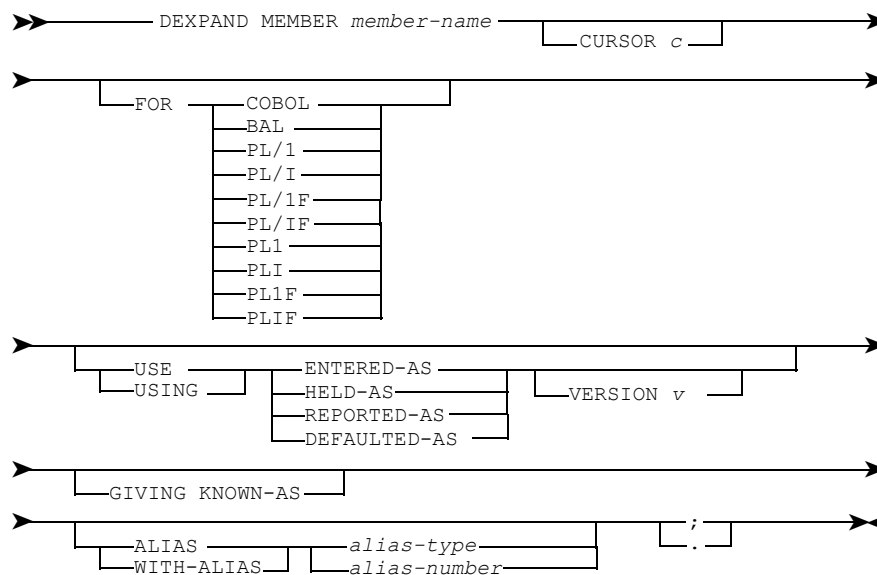 DEXPAND MEMBER member-name
CURSOR c
FOR COBOL
BAL
PL/1
PL/I
PL/1F
PL/IF
PL1
PLI
PL1F
PLIF
USE ENTERED-AS
USING HELD-AS VERSION v
REPORTED-AS
DEFAULTED-AS
GIVING KNOWN-AS
;
ALIAS alias-type .
WITH-ALIAS alias-number